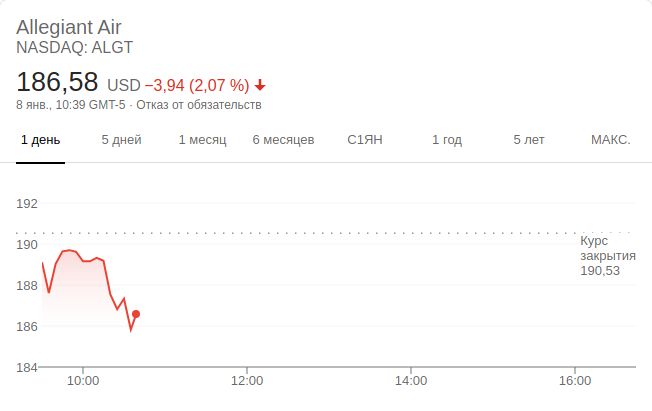 Allegiant Air
NASDAQ: ALGT
186,58 USD −3,94 (2,07 %)
8 янв., 10:39 GMT-5 · Отказ от обязательств
1 день 5 дней 1 месяц 6 месяцев С1ЯН 1 год 5 лет МАКС.
192
190
188
186
184
Курс
закрытия
190,53
10:00 12:00 14:00 16:00